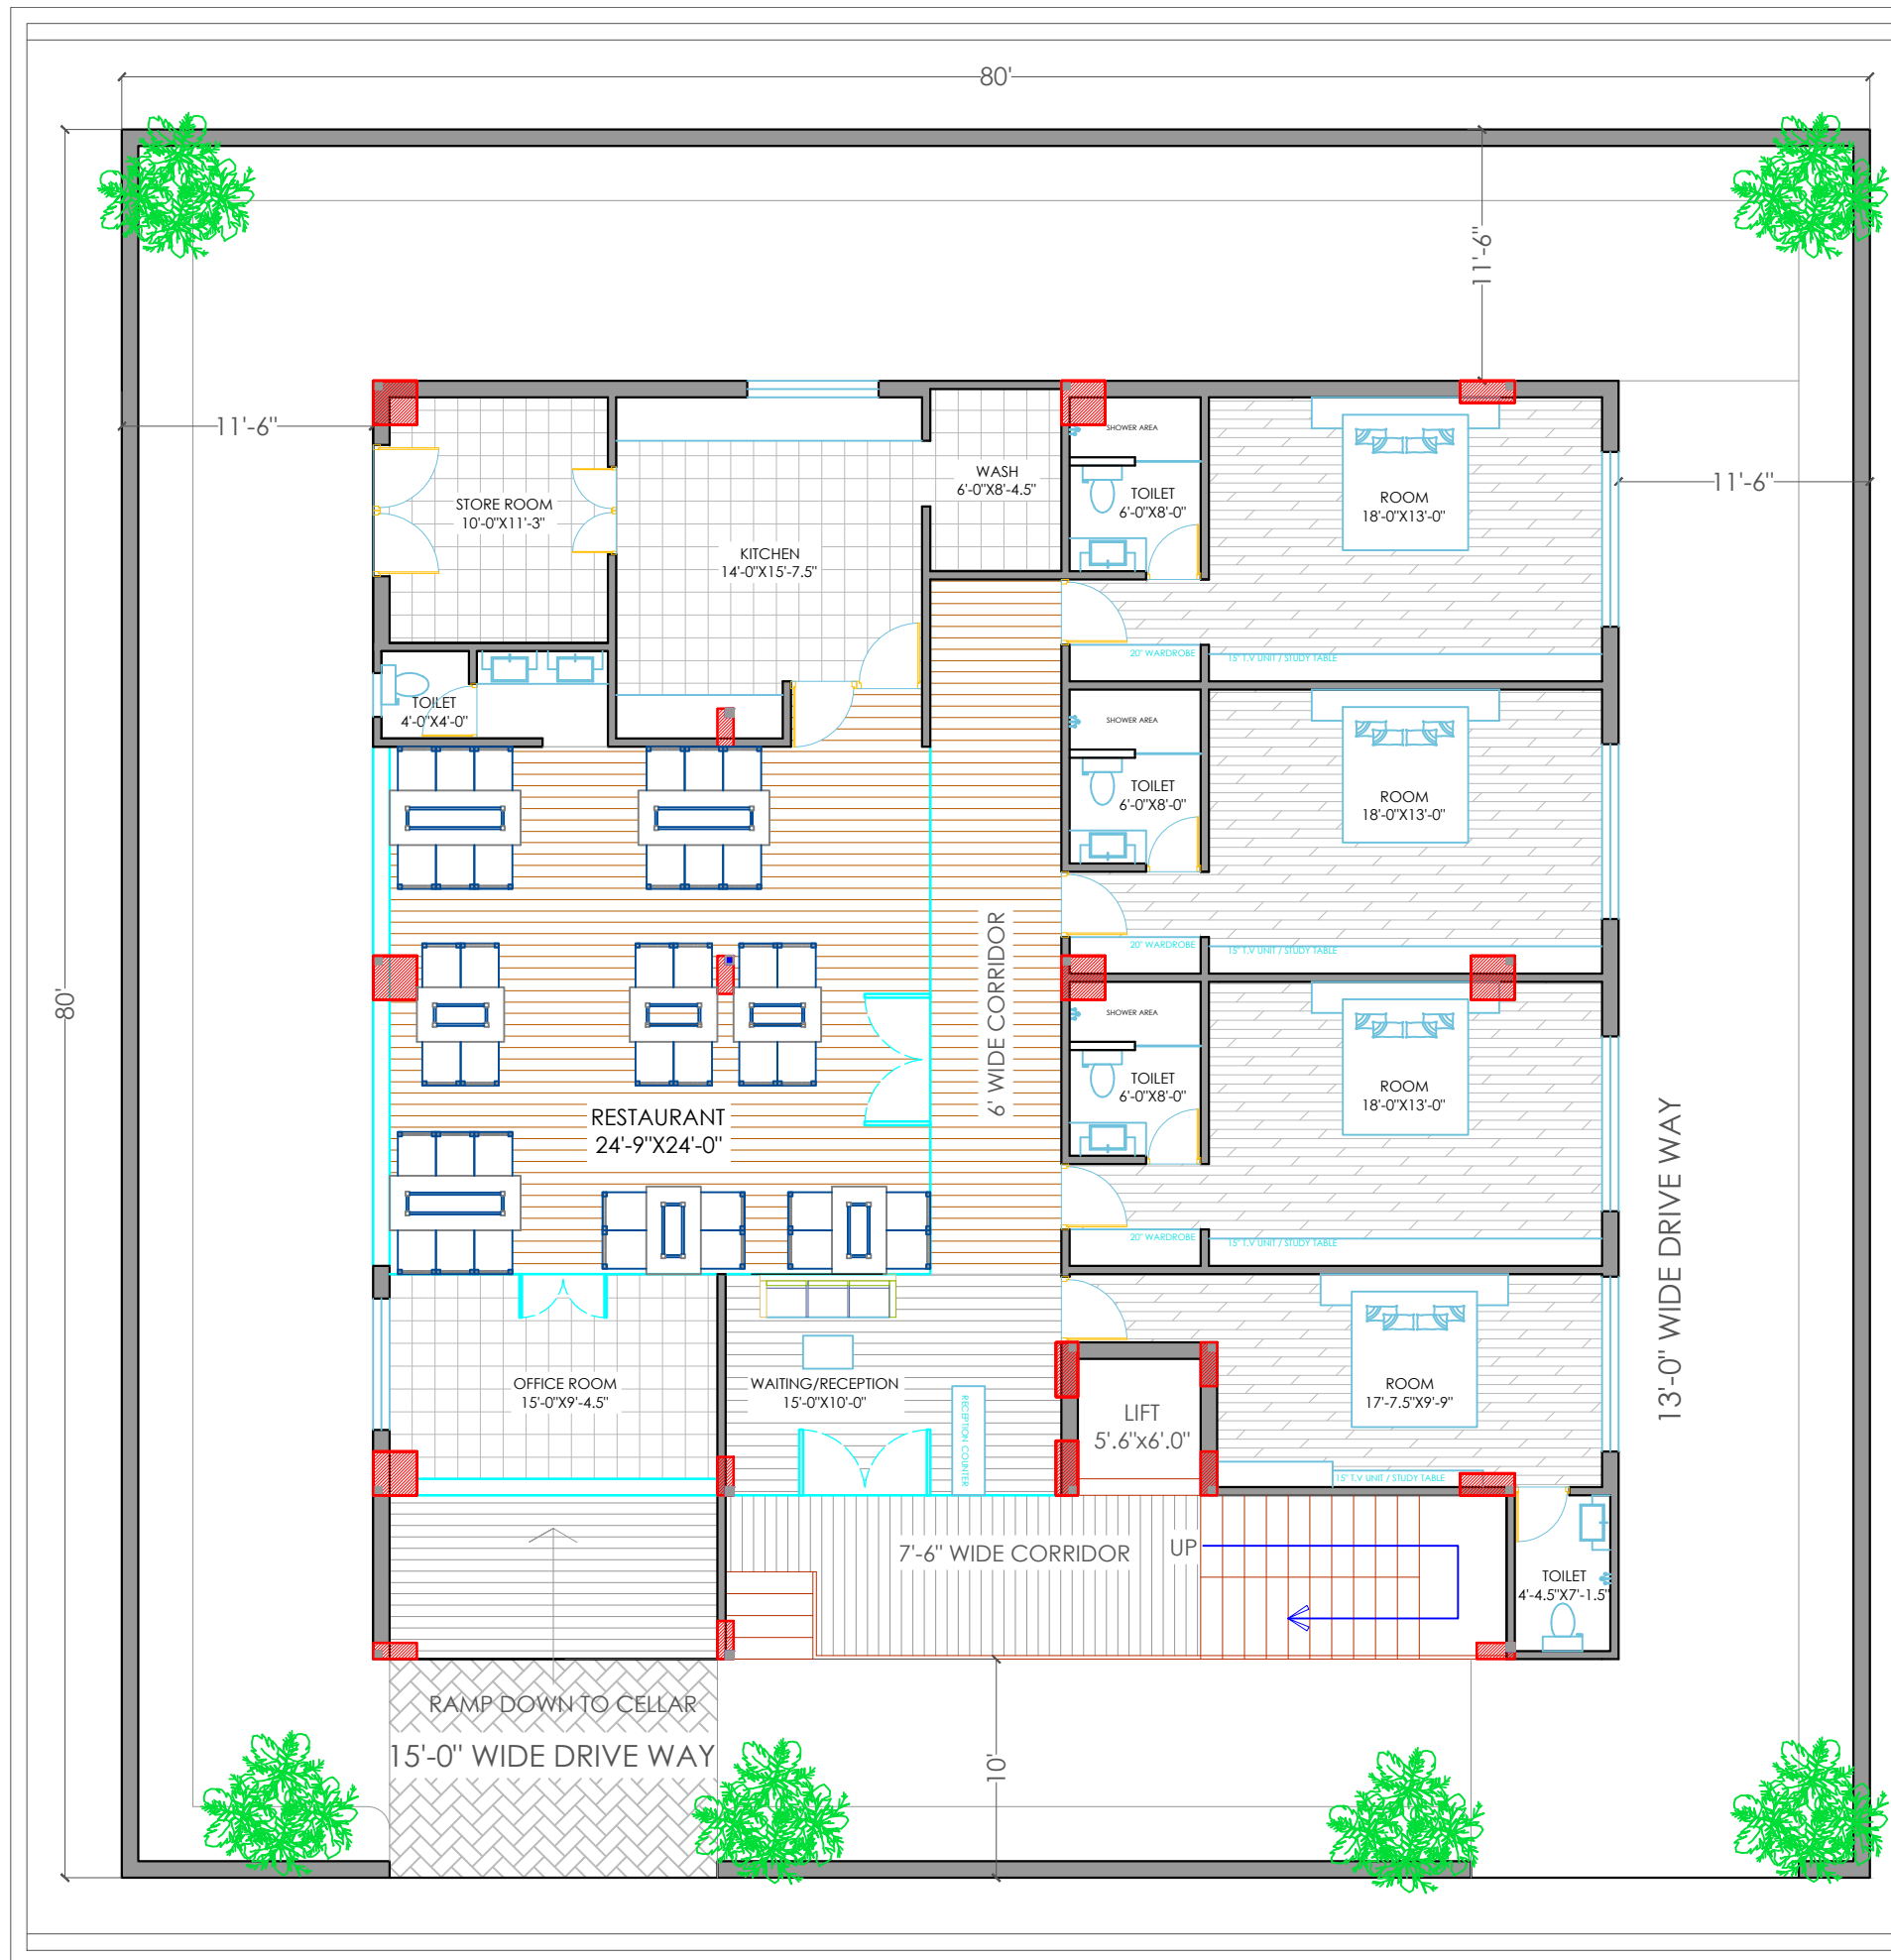 80'
11'-6"
11'-6"
11'-6"
80'
STORE ROOM
10'-0"X11'-3"
KITCHEN
14'-0"X15'-7.5"
WASH
6'-0"X8'-4.5"
SHOWER AREA
TOILET
6'-0"X8'-0"
ROOM
18'-0"X13'-0"
20" WARDROBE
15" T.V UNIT / STUDY TABLE
TOILET
4'-0"X4'-0"
SHOWER AREA
TOILET
6'-0"X8'-0"
ROOM
18'-0"X13'-0"
20" WARDROBE
15" T.V UNIT / STUDY TABLE
6' WIDE CORRIDOR
RESTAURANT
24'-9"X24'-0"
SHOWER AREA
TOILET
6'-0"X8'-0"
ROOM
18'-0"X13'-0"
20" WARDROBE
15" T.V UNIT / STUDY TABLE
13'-0" WIDE DRIVE WAY
OFFICE ROOM
15'-0"X9'-4.5"
WAITING/RECEPTION
15'-0"X10'-0"
RECEPTION COUNTER
LIFT
5'.6"x6'.0"
ROOM
17'-7.5"X9'-9"
15" T.V UNIT / STUDY TABLE
7'-6" WIDE CORRIDOR
UP
TOILET
4'-4.5"X7'-1.5"
RAMP DOWN TO CELLAR
15'-0" WIDE DRIVE WAY
10'